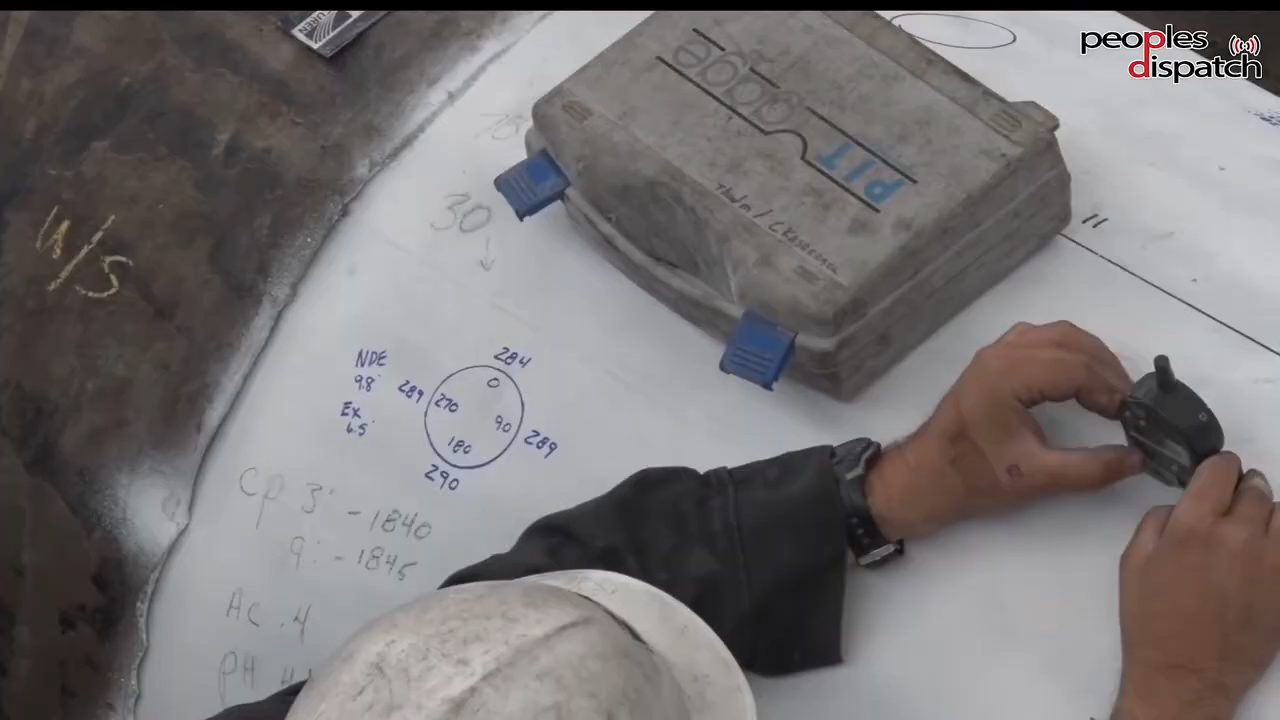 peoples
dispatch
PIT
gage
30
W/S
NDE
9.8"
Ex
6.5"
284
0
289
270
90
289
180
290
Cp 3: -1840
9: -1845
AC .4
PH